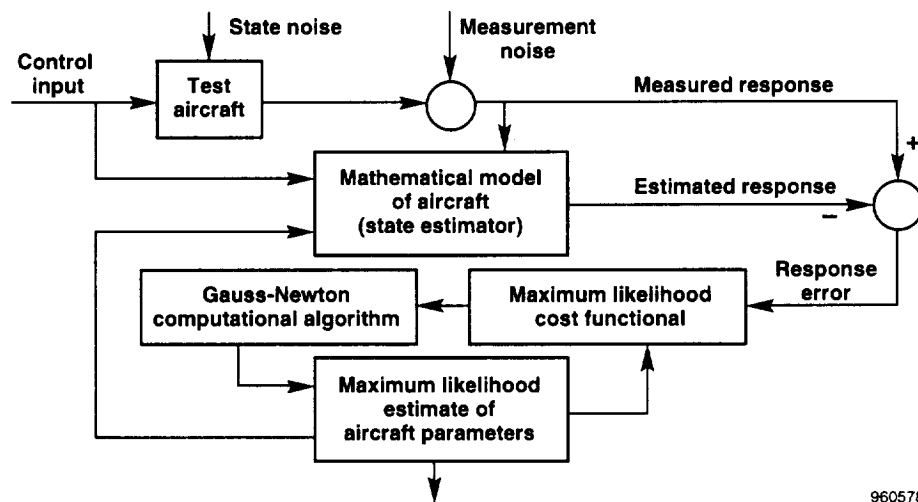 State noise
Measurement
noise
Control
input
Test
aircraft
Measured response
+
Mathematical model
of aircraft
(state estimator)
Estimated response
–
Response
error
Gauss-Newton
computational algorithm
Maximum likelihood
cost functional
Maximum likelihood
estimate of
aircraft parameters
960578